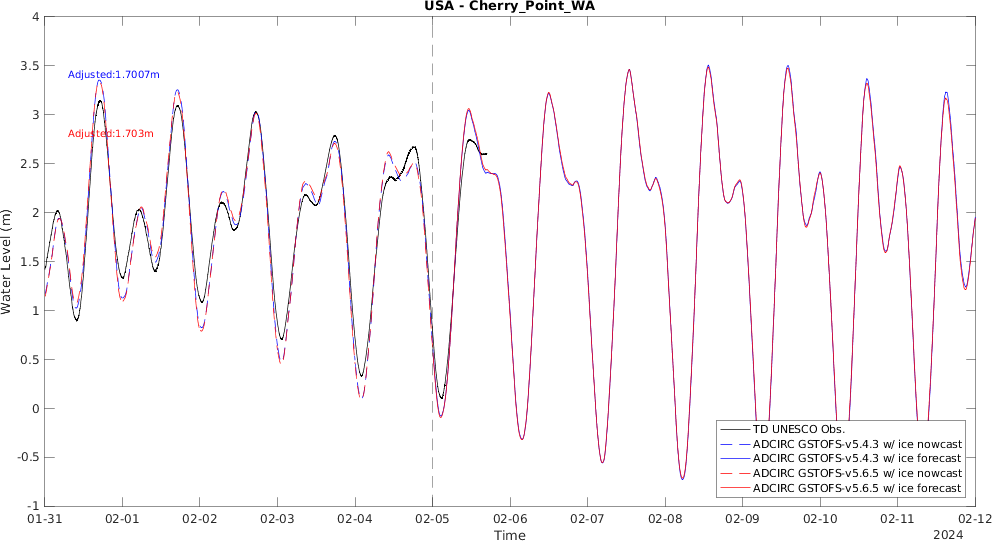 USA - Cherry_Point_WA
4
3.5
3
2.5
2
1.5
1
0.5
0
-0.5
-1
Water Level (m)
Adjusted:1.7007m
Adjusted:1.703m
TD UNESCO Obs.
ADCIRC GSTOFS-v5.4.3 w/ ice nowcast
ADCIRC GSTOFS-v5.4.3 w/ ice forecast
ADCIRC GSTOFS-v5.6.5 w/ ice nowcast
ADCIRC GSTOFS-v5.6.5 w/ ice forecast
01-31 02-01 02-02 02-03 02-04 02-05 02-06 02-07 02-08 02-09 02-10 02-11 02-12
Time
2024